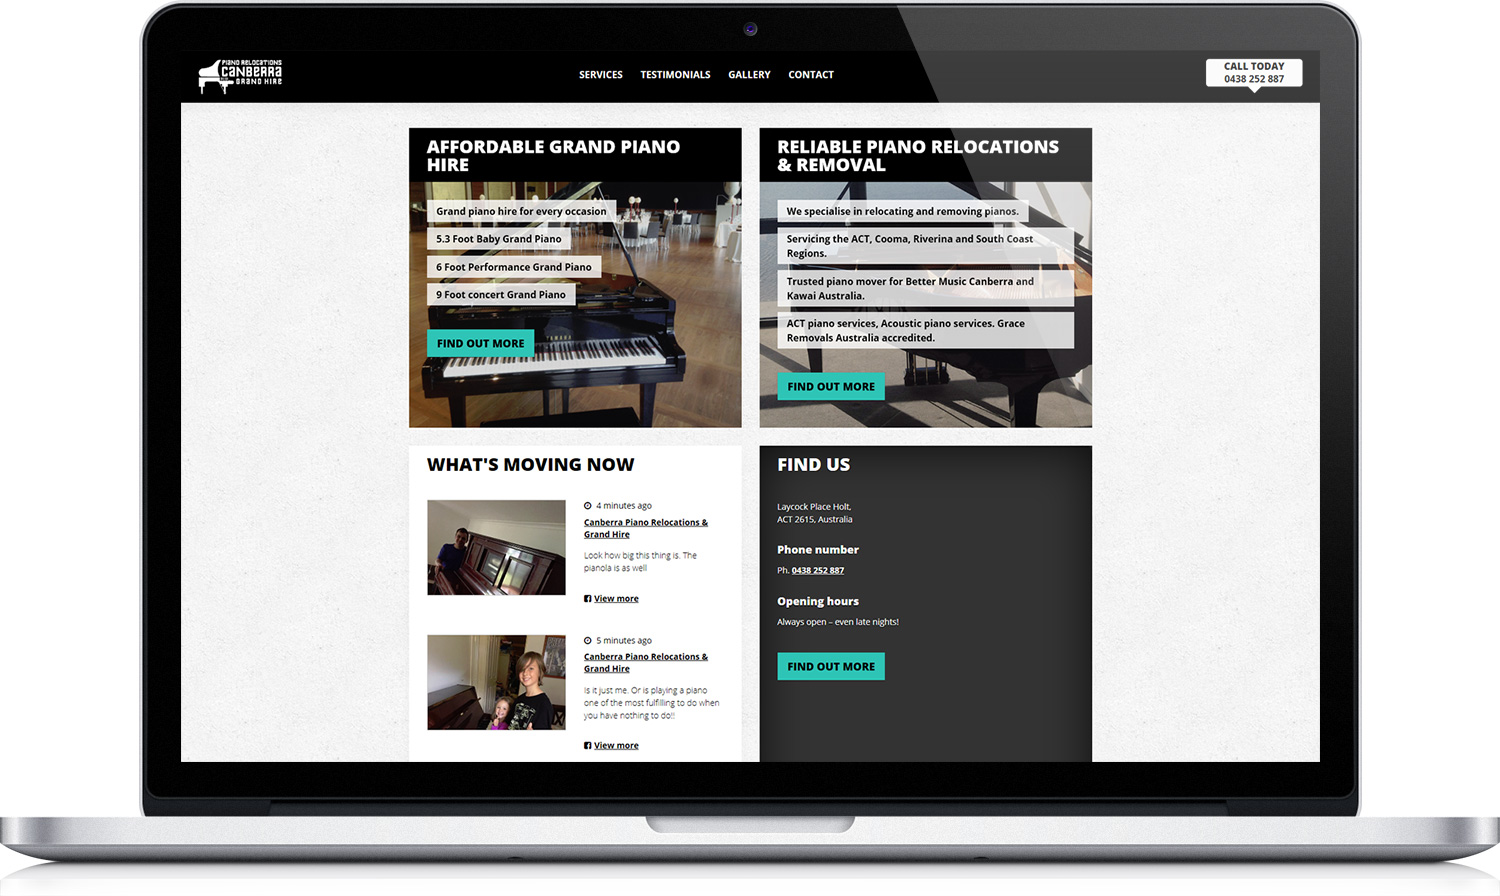 PIANO RELOCATIONS
CANBERRA
GRAND HIRE
SERVICES
TESTIMONIALS
GALLERY
CONTACT
CALL TODAY
0438 252 887
AFFORDABLE GRAND PIANO
HIRE
Grand piano hire for every occasion
5.3 Foot Baby Grand Piano
6 Foot Performance Grand Piano
9 Foot concert Grand Piano
FIND OUT MORE
RELIABLE PIANO RELOCATIONS
& REMOVAL
We specialise in relocating and removing pianos.
Servicing the ACT, Cooma, Riverina and South Coast
Regions.
Trusted piano mover for Better Music Canberra and
Kawai Australia.
ACT piano services, Acoustic piano services. Grace
Removals Australia accredited.
FIND OUT MORE
WHAT'S MOVING NOW
4 minutes ago
Canberra Piano Relocations &
Grand Hire
Look how big this thing is. The
pianola is as well
View more
5 minutes ago
Canberra Piano Relocations &
Grand Hire
Is it just me. Or is playing a piano
one of the most fulfilling to do when
you have nothing to do!!
View more
FIND US
Laycock Place Holt,
ACT 2615, Australia
Phone number
Ph. 0438 252 887
Opening hours
Always open – even late nights!
FIND OUT MORE